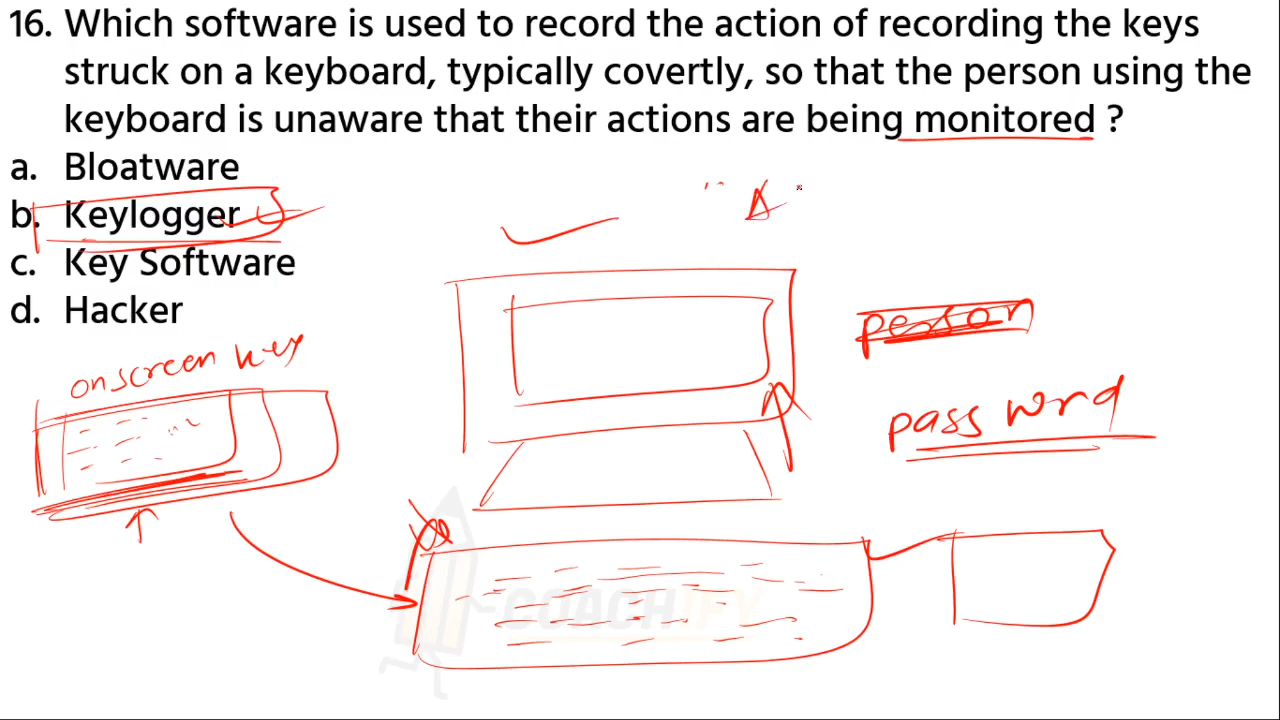 16. Which software is used to record the action of recording the keys
struck on a keyboard, typically covertly, so that the person using the
keyboard is unaware that their actions are being monitored ?
a. Bloatware
b. Keylogger
c. Key Software
d. Hacker
person
onscreen key
password
COACHIFY